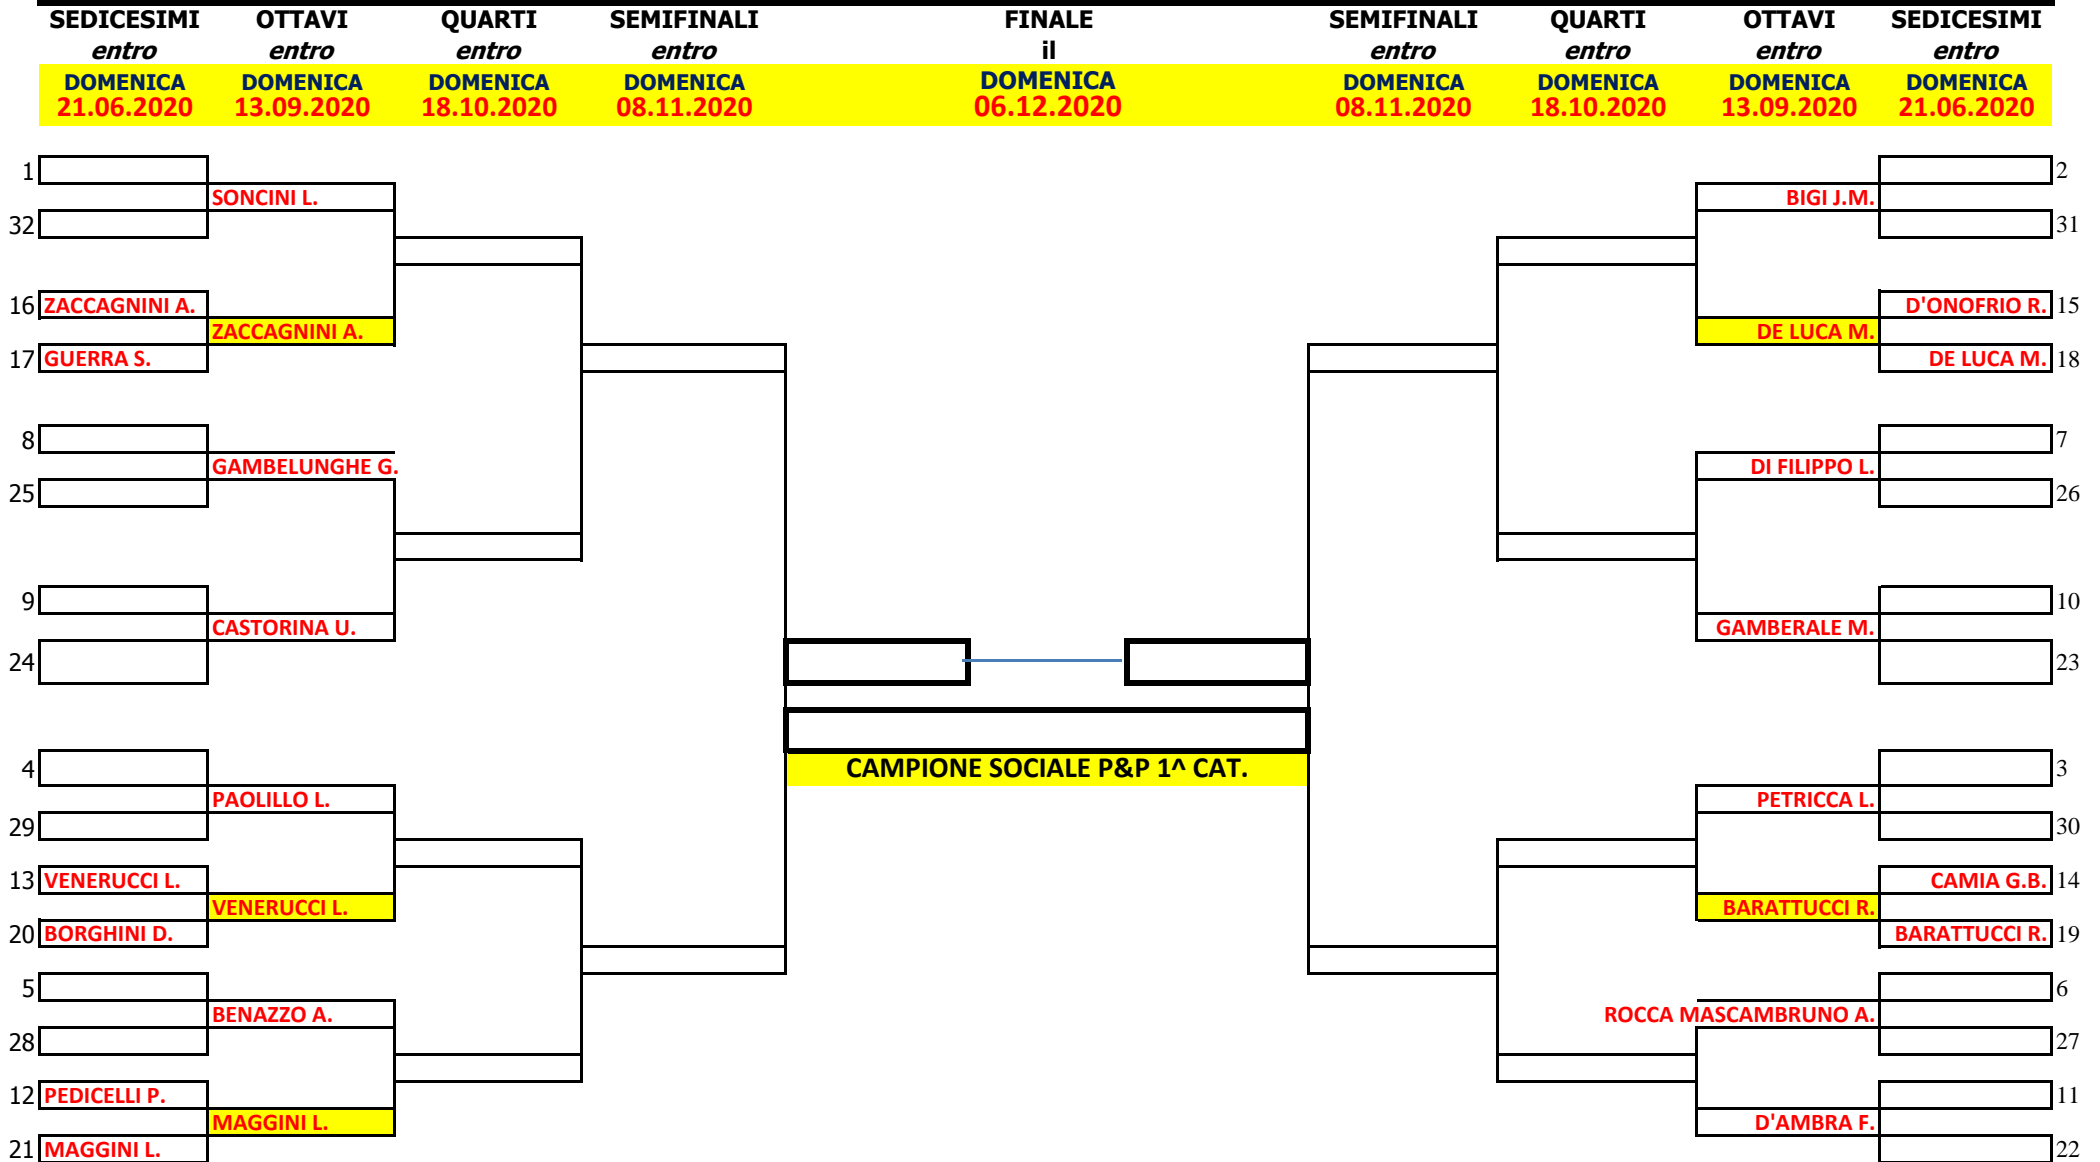 SEDICESIMI OTTAVI QUARTI SEMIFINALI FINALE SEMIFINALI QUARTI OTTAVI SEDICESIMI
entro entro entro entro il entro entro entro entro
DOMENICA DOMENICA DOMENICA DOMENICA DOMENICA DOMENICA DOMENICA DOMENICA DOMENICA
21.06.2020 13.09.2020 18.10.2020 08.11.2020 06.12.2020 08.11.2020 18.10.2020 13.09.2020 21.06.2020
1 2
SONCINI L. BIGI J.M.
32 31
16 ZACCAGNINI A. D'ONOFRIO R. 15
ZACCAGNINI A. DE LUCA M.
17 GUERRA S. DE LUCA M. 18
8 7
GAMBELUNGHE G. DI FILIPPO L.
25 26
9 10
CASTORINA U. GAMBERALE M.
24 23
4 CAMPIONE SOCIALE P&P 1^ CAT. 3
PAOLILLO L. PETRICCA L.
29 30
13 VENERUCCI L. CAMIA G.B. 14
VENERUCCI L. BARATTUCCI R.
20 BORGHINI D. BARATTUCCI R. 19
5 6
BENAZZO A. ROCCA MASCAMBRUNO A.
28 27
12 PEDICELLI P. 11
MAGGINI L. D'AMBRA F.
21 MAGGINI L. 22